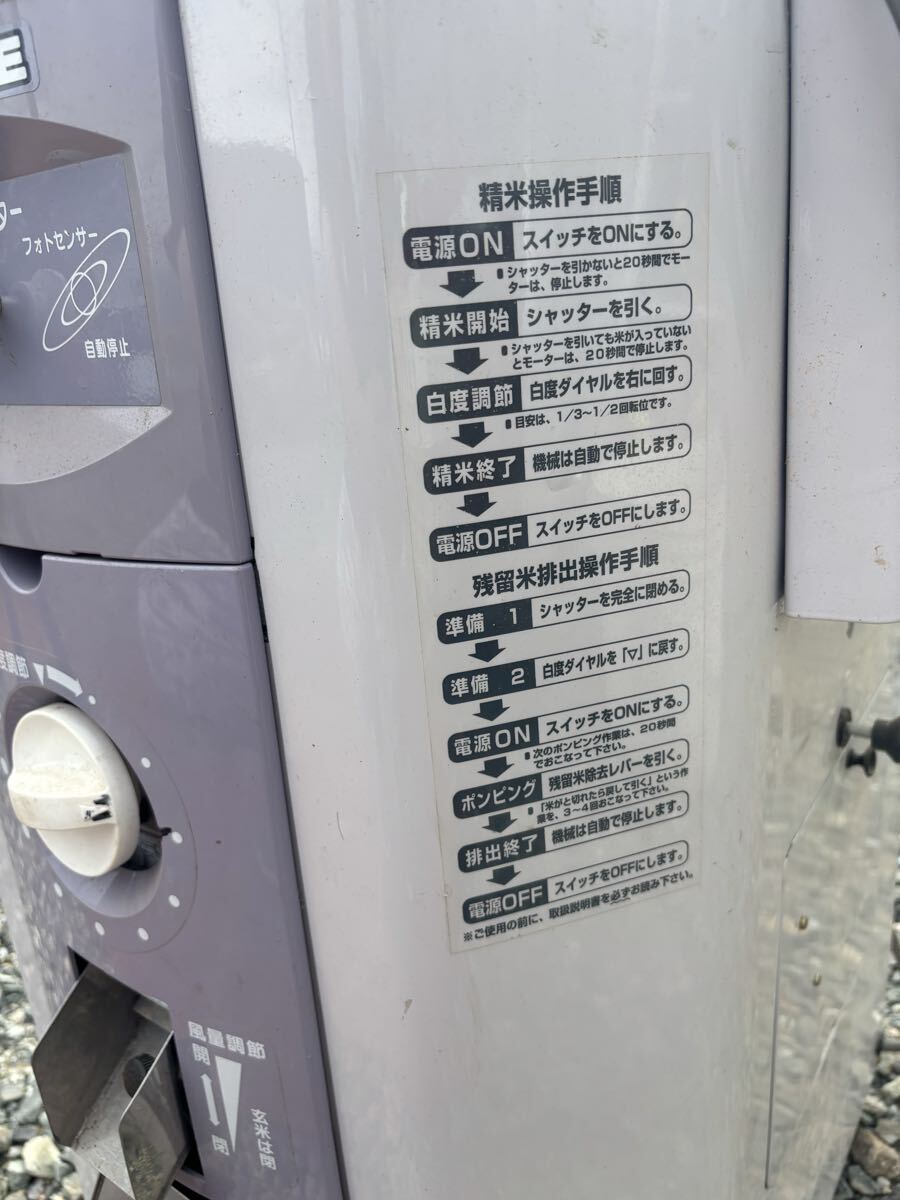 E
ター
フォトセンサー
自動停止
度調節
風量調節
開
閉
玄米は閉
精米操作手順
電源ON スイッチをONにする。
シャッターを引かないと20秒間でモー
ターは、停止します。
精米開始 シャッターを引く。
シャッターを引いても米が入っていない
とモーターは、20秒間で停止します。
白度調節 白度ダイヤルを右に回す。
目安は、1/3〜1/2回転位です。
精米終了 機械は自動で停止します。
電源OFF スイッチをOFFにします。
残留米排出操作手順
準備 1 シャッターを完全に閉める。
準備 2 白度ダイヤルを「▽」に戻す。
電源ON スイッチをONにする。
次のポンピング作業は、20秒間
でおこなって下さい。
ポンピング 残留米除去レバーを引く。
「米がと切れたら戻して引く」という作
業を、3〜4回おこなって下さい。
排出終了 機械は自動で停止します。
電源OFF スイッチをOFFにします。
※ご使用の前に、取扱説明書を必ずお読み下さい。